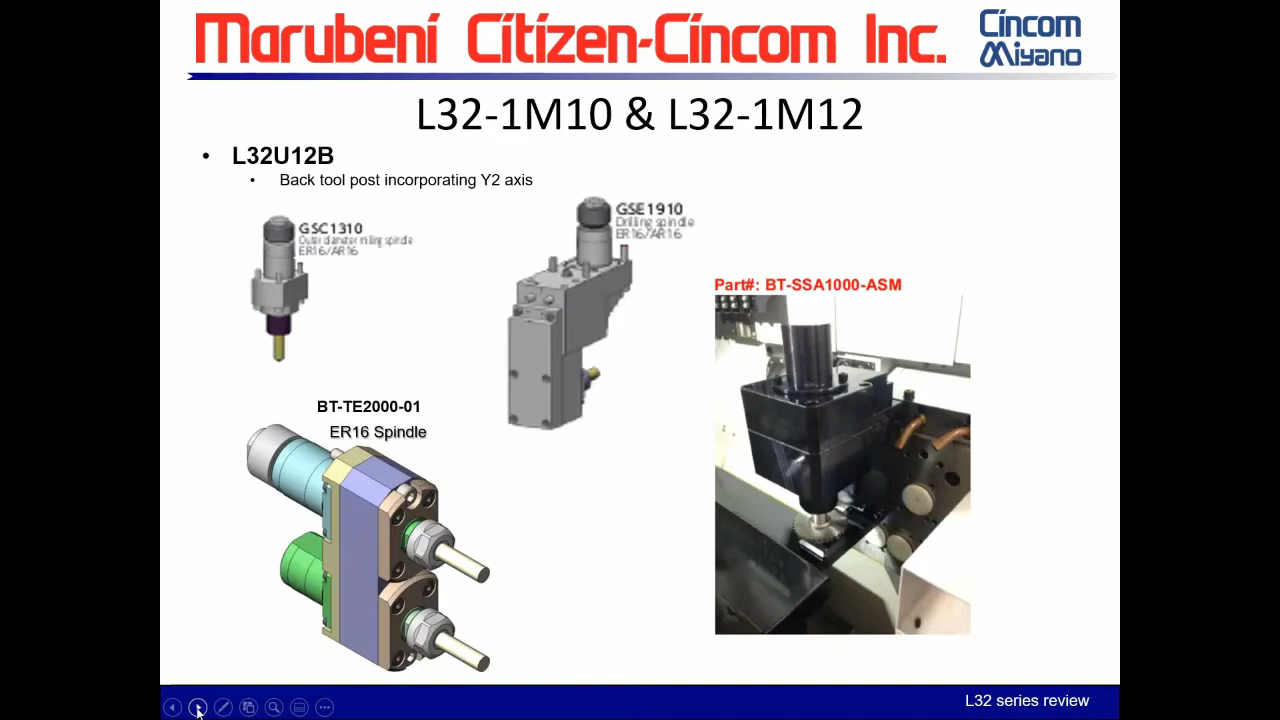 Marubeni Citizen-Cincom Inc.
Cincom
Miyano
L32-1M10 & L32-1M12
• L32U12B
• Back tool post incorporating Y2 axis
GSC1310
Outer diameter milling spindle
ER16/AR16
GSE1910
Drilling spindle
ER16/AR16
Part#: BT-SSA1000-ASM
BT-TE2000-01
ER16 Spindle
L32 series review